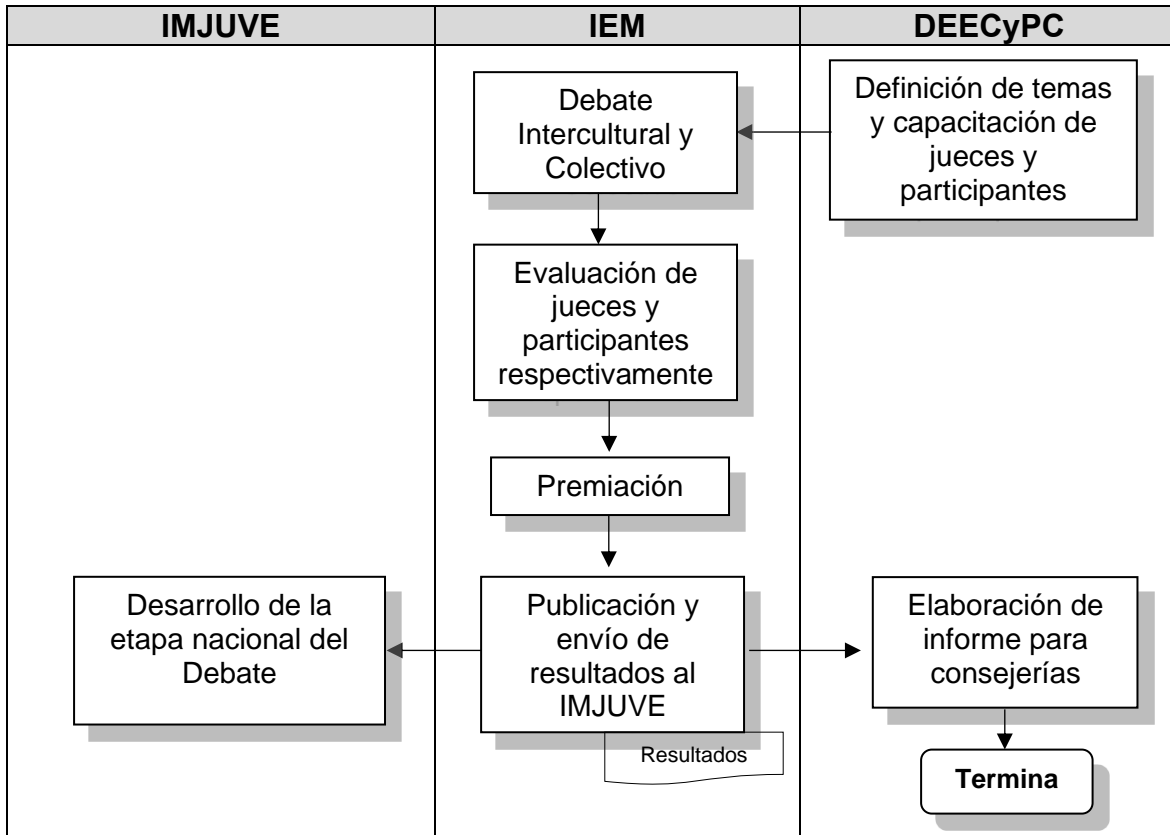 IMJUVE
IEM
DEECyPC
Definición de temas
y capacitación de
jueces y
participantes
Debate
Intercultural y
Colectivo
Evaluación de
jueces y
participantes
respectivamente
Premiación
Publicación y
envío de
resultados al
IMJUVE
Resultados
Desarrollo de la
etapa nacional del
Debate
Elaboración de
informe para
consejerías
Termina